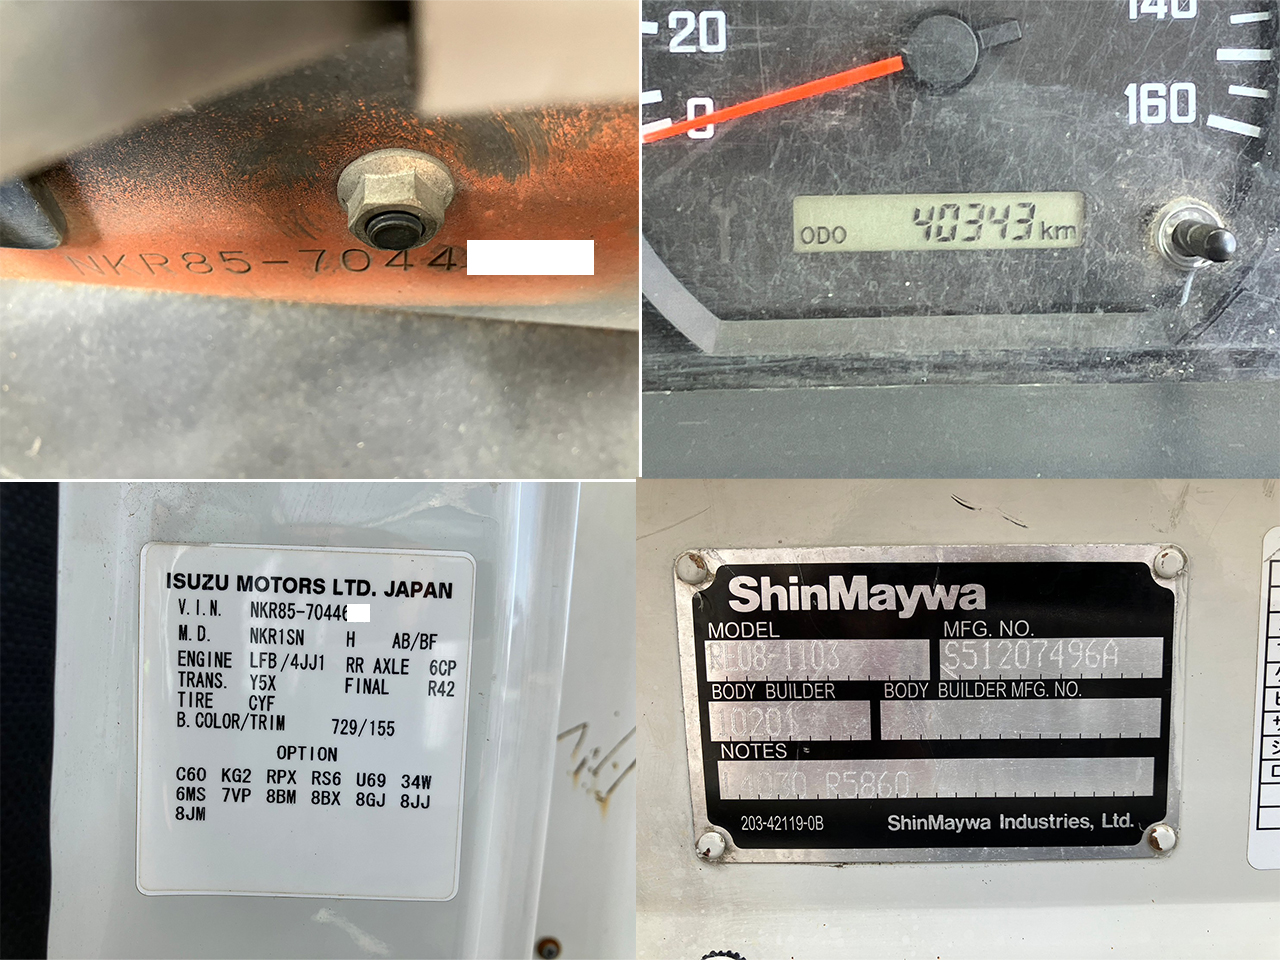 NKR85-7044
20
0
140
160
ODO 40343 km
ISUZU MOTORS LTD. JAPAN
V.I.N. NKR85-70446
M.D. NKR1SN H AB/BF
ENGINE LFB/4JJ1 RR AXLE 6CP
TRANS. Y5X FINAL R42
TIRE CYF
B.COLOR/TRIM 729/155
OPTION
C60 KG2 RPX RS6 U69 34W
6MS 7VP 8BM 8BX 8GJ 8JJ
8JM
ShinMaywa
MODEL MFG. NO.
S51207496A
BODY BUILDER BODY BUILDER MFG. NO.
10201
NOTES
R5860
203-42119-0B ShinMaywa Industries, Ltd.